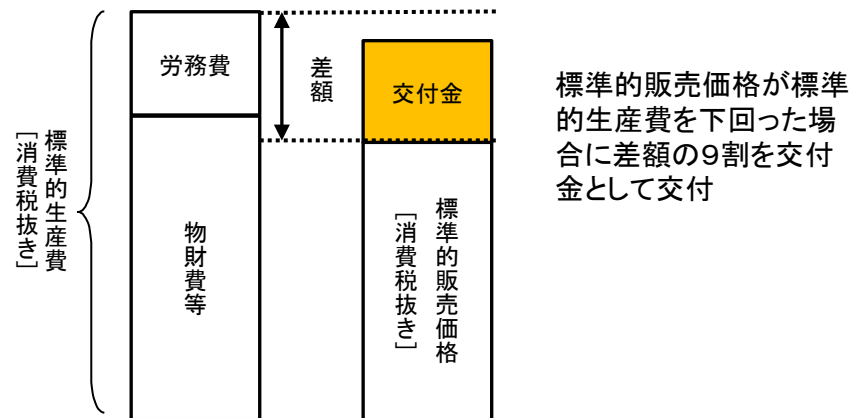 標準的生産費
［消費税抜き］
労務費
物財費等
差額
交付金
標準的販売価格
［消費税抜き］
標準的販売価格が標準
的生産費を下回った場
合に差額の９割を交付
金として交付